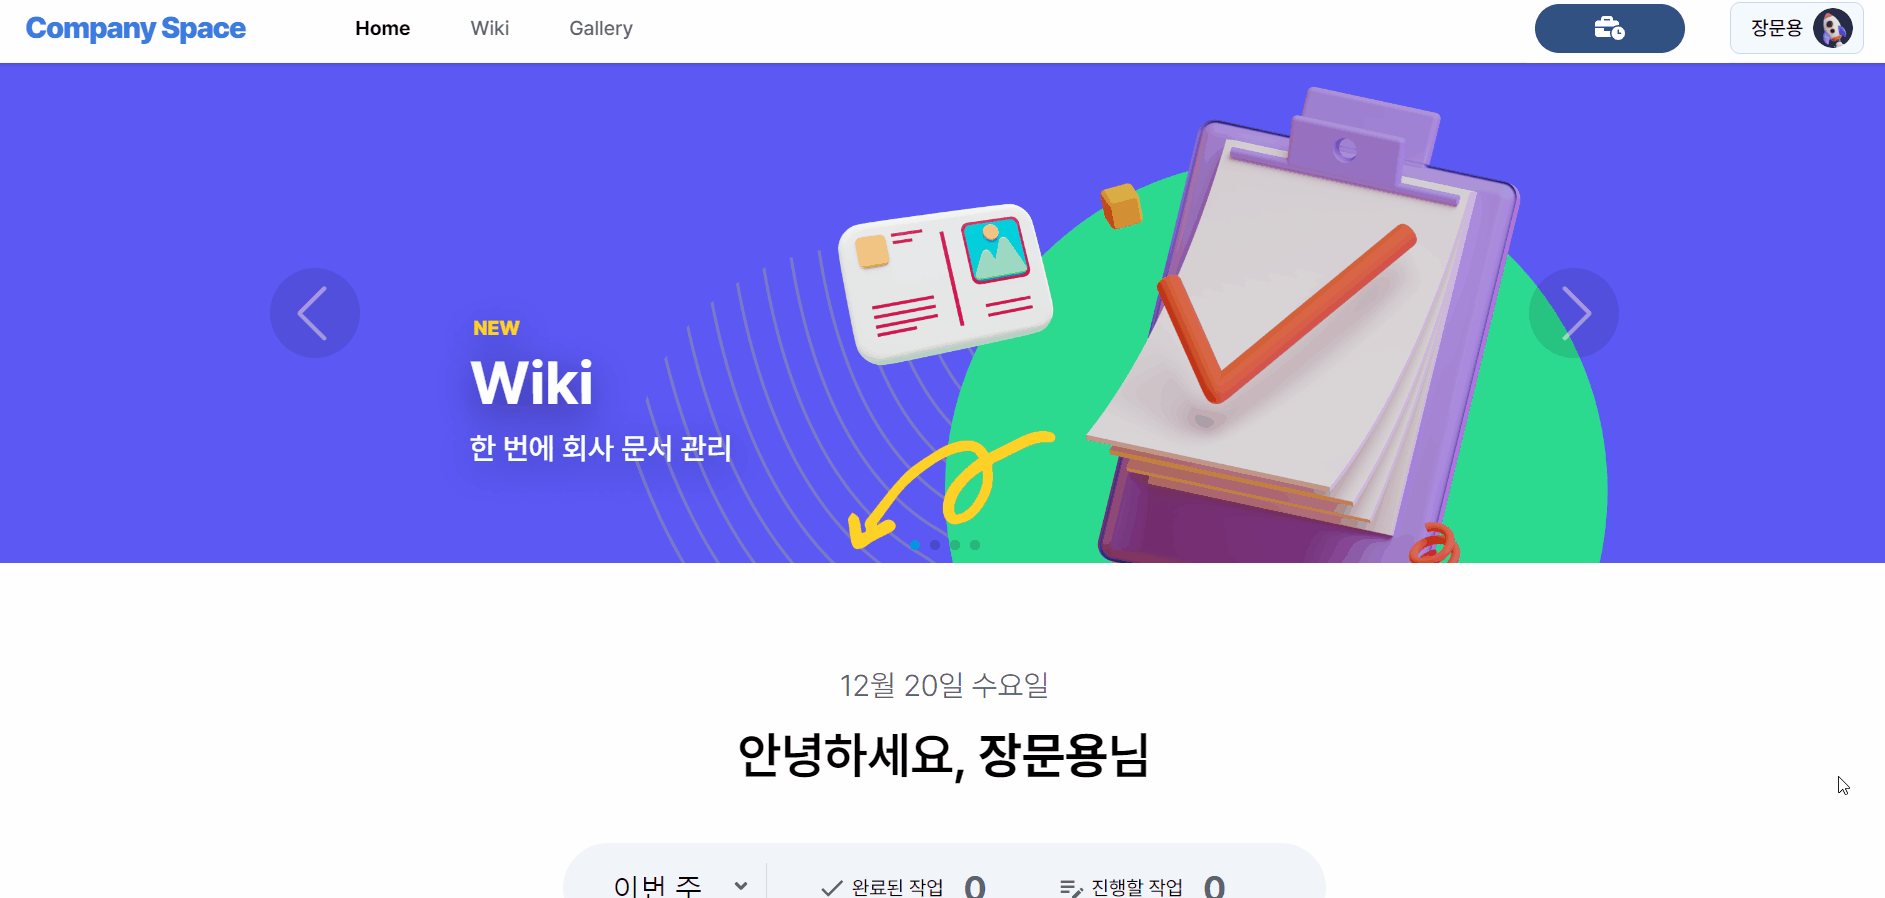 Company Space
Home
Wiki
Gallery
장문용
NEW
Wiki
한 번에 회사 문서 관리
12월 20일 수요일
안녕하세요, 장문용님
이번 주
완료된 작업 0
진행할 작업 0